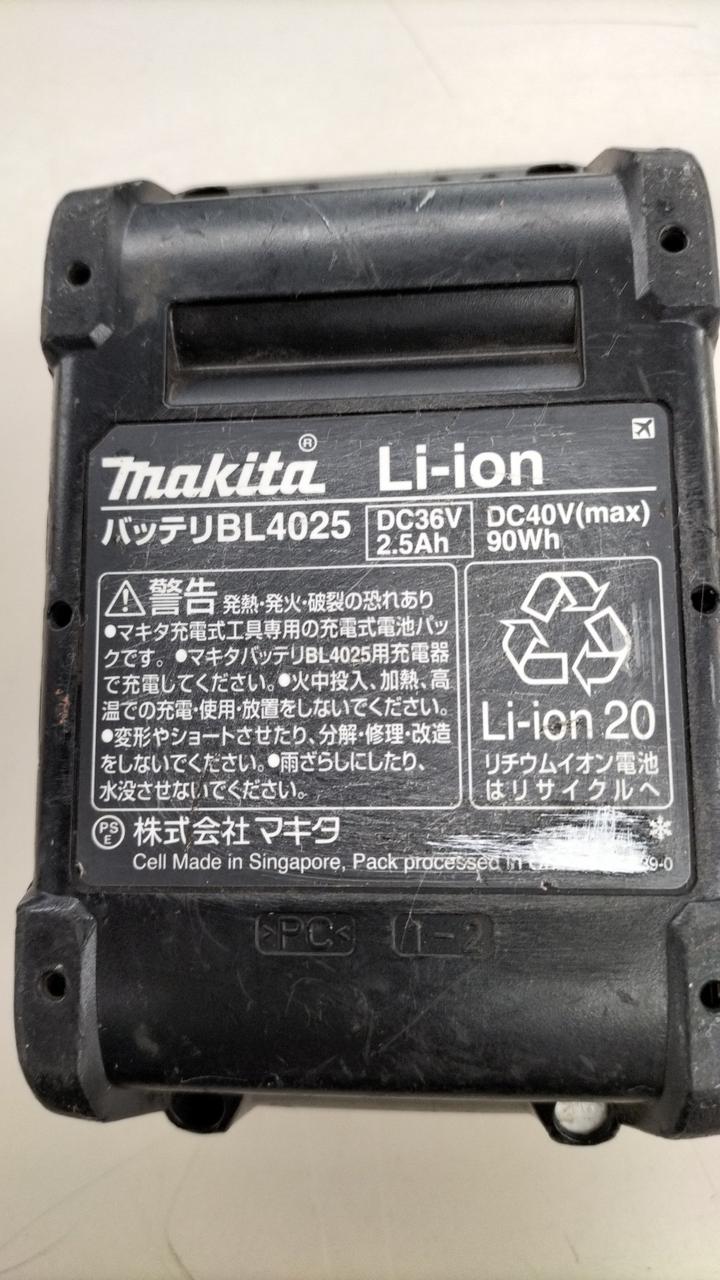 makita® Li-ion
バッテリBL4025 DC36V 2.5Ah DC40V(max) 90Wh
警告 発熱・発火・破裂の恐れあり
●マキタ充電式工具専用の充電式電池パッ
クです。●マキタバッテリBL4025用充電器
で充電してください。●火中投入、加熱、高
温での充電・使用・放置をしないでください。
●変形やショートさせたり、分解・修理・改造
をしないでください。●雨ざらしにしたり、
水没させないでください。
Li-ion 20
リチウムイオン電池
はリサイクルへ
PS
E
株式会社マキタ
Cell Made in Singapore, Pack processed in
>PC< 1-2